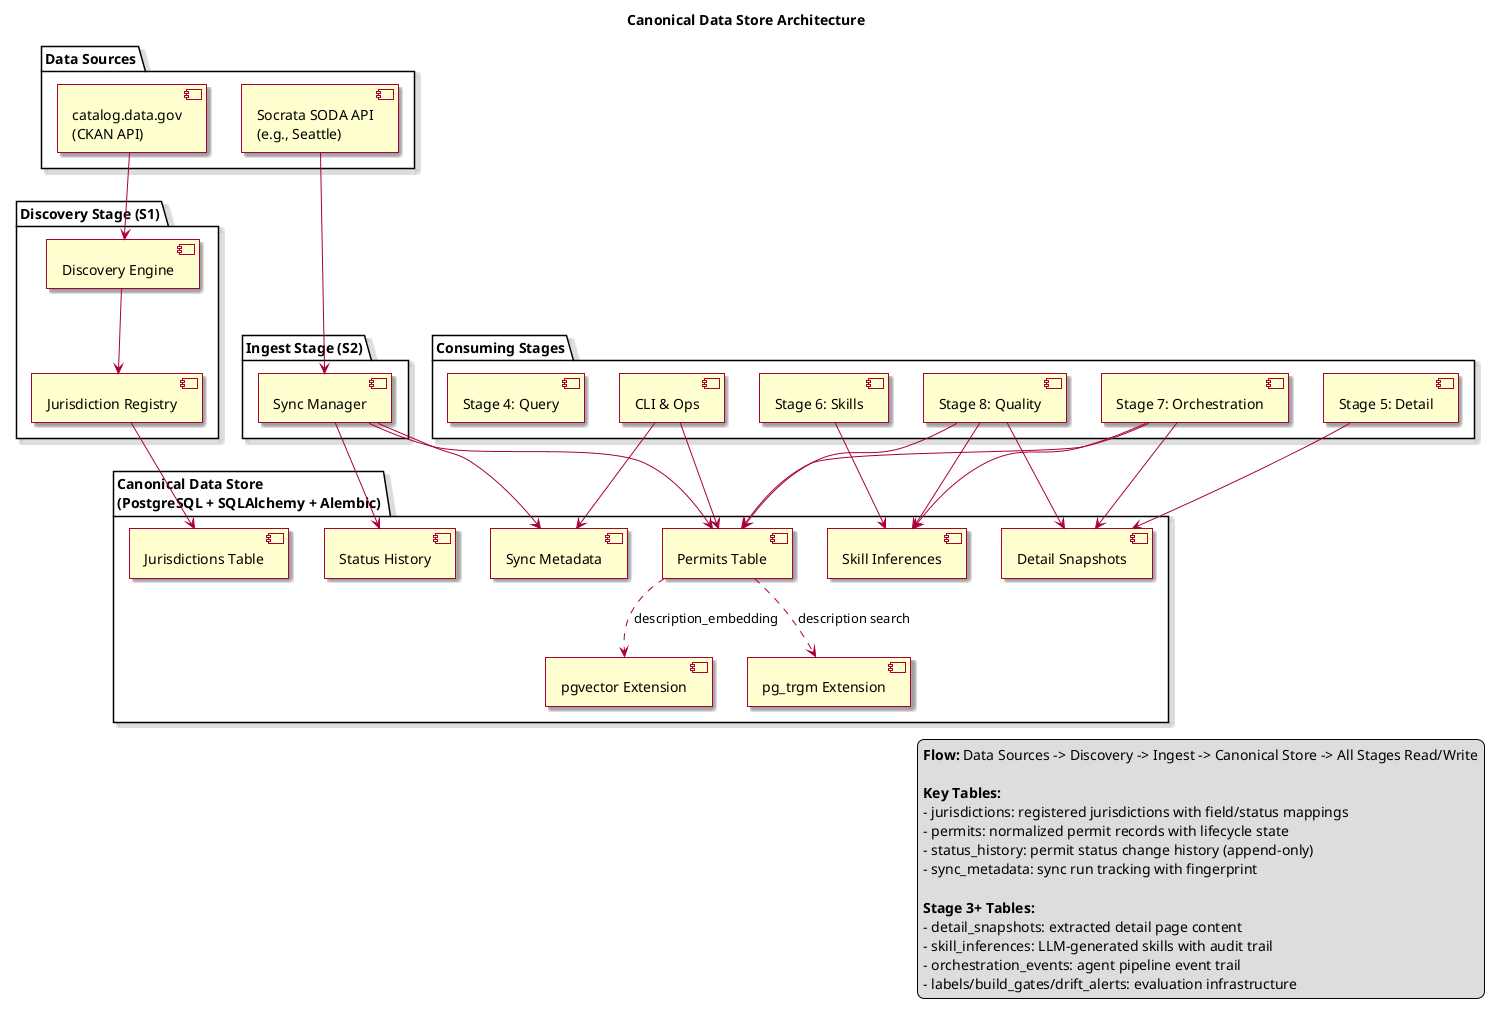 Canonical Data Store Architecture
Data Sources
catalog.data.gov
(CKAN API)
Socrata SODA API
(e.g., Seattle)
Discovery Stage (S1)
Discovery Engine
Jurisdiction Registry
Ingest Stage (S2)
Sync Manager
Consuming Stages
Stage 4: Query
CLI & Ops
Stage 6: Skills
Stage 8: Quality
Stage 7: Orchestration
Stage 5: Detail
Canonical Data Store
(PostgreSQL + SQLAlchemy + Alembic)
Jurisdictions Table
Status History
Sync Metadata
Permits Table
Skill Inferences
Detail Snapshots
description_embedding
description search
pgvector Extension
pg_trgm Extension
Flow: Data Sources -> Discovery -> Ingest -> Canonical Store -> All Stages Read/Write
Key Tables:
- jurisdictions: registered jurisdictions with field/status mappings
- permits: normalized permit records with lifecycle state
- status_history: permit status change history (append-only)
- sync_metadata: sync run tracking with fingerprint
Stage 3+ Tables:
- detail_snapshots: extracted detail page content
- skill_inferences: LLM-generated skills with audit trail
- orchestration_events: agent pipeline event trail
- labels/build_gates/drift_alerts: evaluation infrastructure